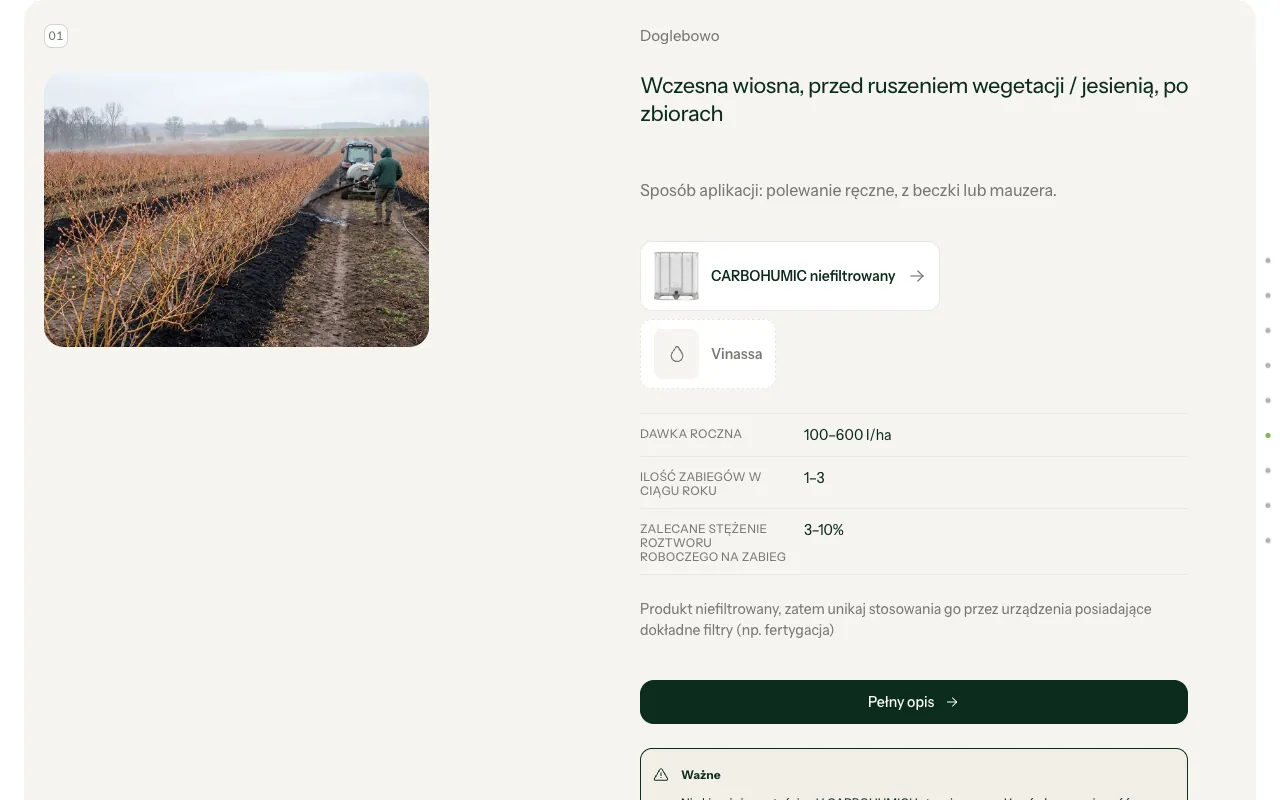 01
Doglebowo
Wczesna wiosna, przed ruszeniem wegetacji / jesienią, po
zbiorach
Sposób aplikacji: polewanie ręczne, z beczki lub mauzera.
CARBOHUMIC niefiltrowany
Vinassa
DAWKA ROCZNA
100–600 l/ha
ILOŚĆ ZABIEGÓW W
CIĄGU ROKU
1–3
ZALECANE STĘŻENIE
ROZTWORU
ROBOCZEGO NA ZABIEG
3–10%
Produkt niefiltrowany, zatem unikaj stosowania go przez urządzenia posiadające
dokładne filtry (np. fertygacja)
Pełny opis
Ważne